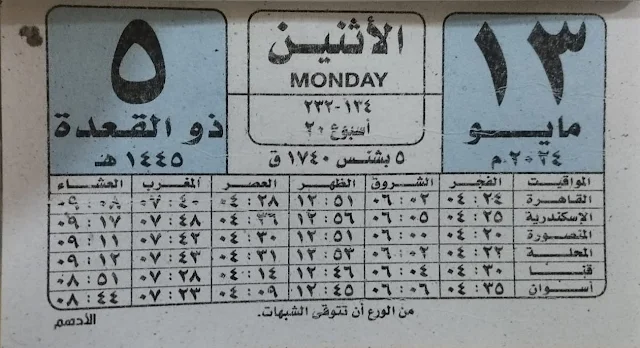 ١٣
مايو
٢٠٢٤م
الأثنين
MONDAY
١٣٤-٢٣٢
أسبوع ٢٠
٥ بشنس ١٧٤٠ ق
٥
ذو القعدة
١٤٤٥ هـ
المواقيت الفجر الشروق الظهر العصر المغرب العشاء
القاهرة ٠٤:٢٤ ٠٦:٠٢ ١٢:٥١ ٠٤:٢٨ ٠٧:٤٠ ٠٩:٠٨
الإسكندرية ٠٤:٢٥ ٠٦:٠٥ ١٢:٥٦ ٠٤:٣٦ ٠٧:٤٨ ٠٩:١٧
المنصورة ٠٤:٢٠ ٠٦:٠٠ ١٢:٥١ ٠٤:٣٠ ٠٧:٤٢ ٠٩:١١
المحلة ٠٤:٢٢ ٠٦:٠٢ ١٢:٥٣ ٠٤:٣١ ٠٧:٤٣ ٠٩:١٢
قنا ٠٤:٣٠ ٠٦:٠٤ ١٢:٤٦ ٠٤:١٤ ٠٧:٢٨ ٠٨:٥١
أسوان ٠٤:٣٥ ٠٦:٠٦ ١٢:٤٥ ٠٤:٠٩ ٠٧:٢٣ ٠٨:٤٤
من الورع أن تتوقى الشبهات.
الأدهم